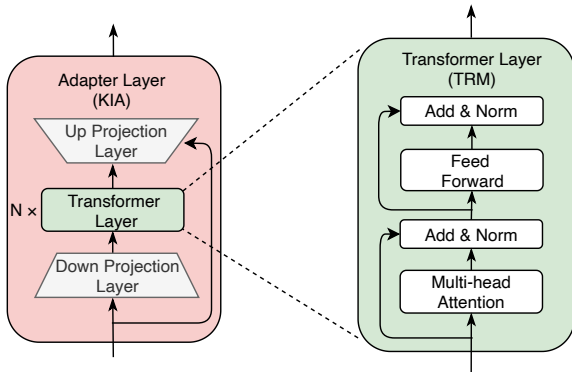 Adapter Layer
(KIA)
Up Projection
Layer
N ×
Transformer
Layer
Down Projection
Layer
Transformer Layer
(TRM)
Add & Norm
Feed
Forward
Add & Norm
Multi-head
Attention